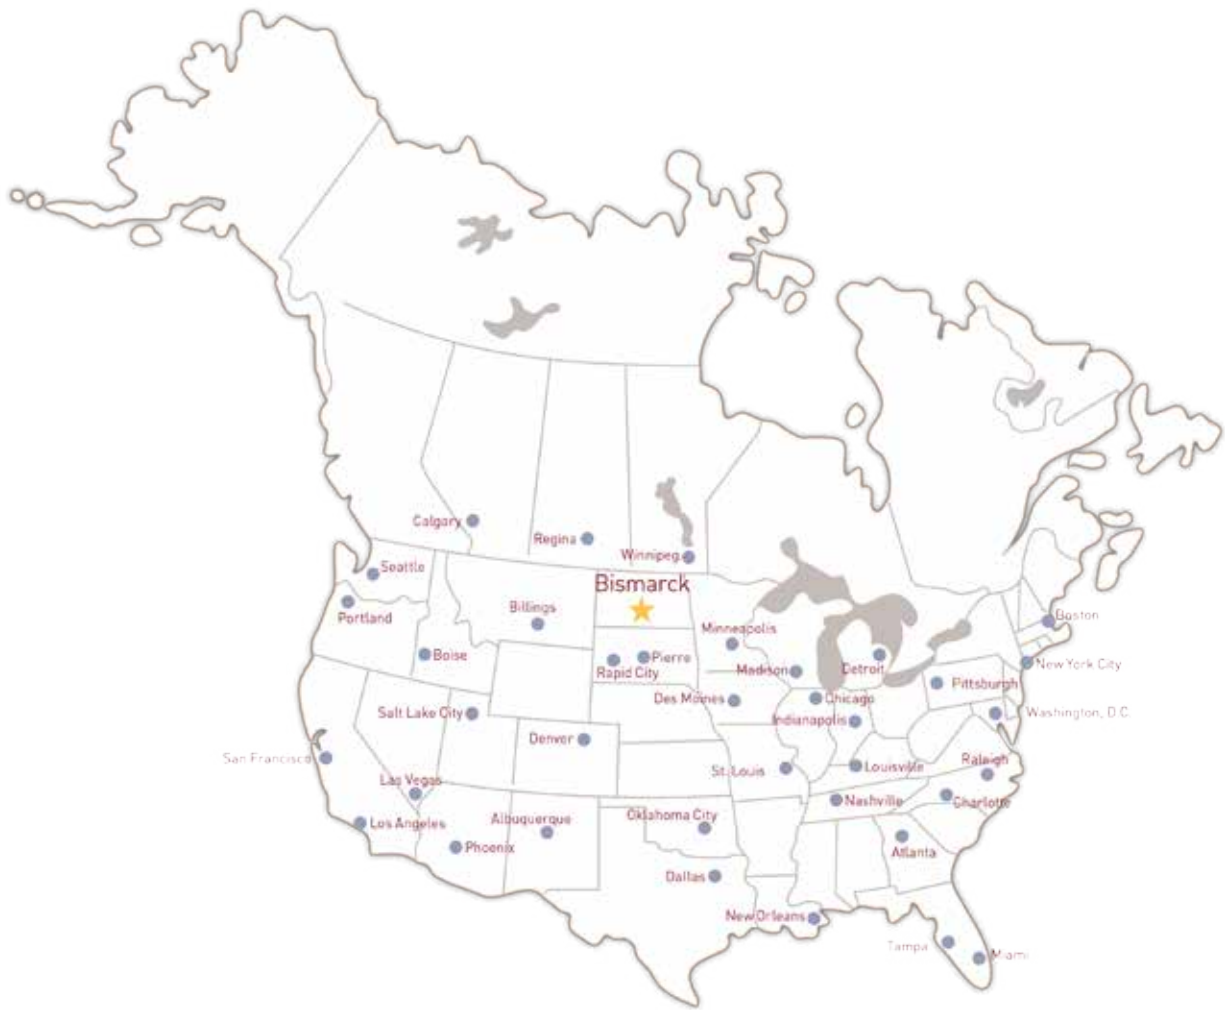 Calgary
Regina
Winnipeg
Seattle
Bismarck
Billings
Portland
Boston
Minneapolis
Boise
Pierre
Rapid City
Madison
Detroit
New York City
Pittsburgh
Des Moines
Chicago
Salt Lake City
Indianapolis
Washington, D.C.
Denver
San Francisco
St. Louis
Louisville
Raleigh
Las Vegas
Nashville
Charlotte
Los Angeles
Albuquerque
Oklahoma City
Phoenix
Atlanta
Dallas
New Orleans
Tampa
Miami